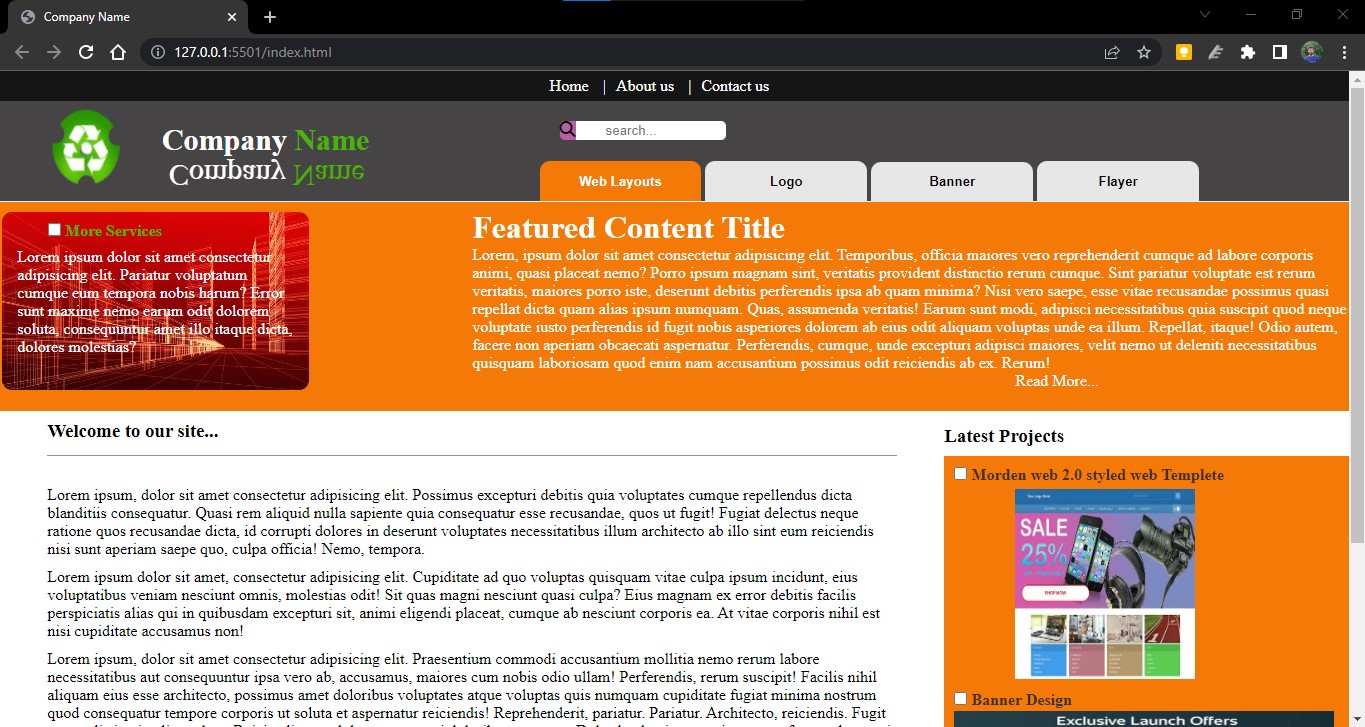 Company Name
127.0.0.1:5501/index.html
Home | About us | Contact us
Company Name
Company Name
search...
Web Layouts
Logo
Banner
Flayer
More Services
Lorem ipsum dolor sit amet consectetur
adipisicing elit. Pariatur voluptatum
cumque eum tempora nobis harum? Error
sunt maxime nemo earum odit dolorem
soluta, consequuntur amet illo itaque dicta,
dolores molestias?
Featured Content Title
Lorem, ipsum dolor sit amet consectetur adipisicing elit. Temporibus, officia maiores vero reprehenderit cumque ad labore corporis
animi, quasi placeat nemo? Porro ipsum magnam sint, veritatis provident distinctio rerum cumque. Sint pariatur voluptate est rerum
veritatis, maiores porro iste, deserunt debitis perferendis ipsa ab quam minima? Nisi vero saepe, esse vitae recusandae possimus quasi
repellat dicta quam alias ipsum numquam. Quas, assumenda veritatis! Earum sunt modi, adipisci necessitatibus quia suscipit quod neque
voluptate iusto perferendis id fugit nobis asperiores dolorem ab eius odit aliquam voluptas unde ea illum. Repellat, itaque! Odio autem,
facere non aperiam obcaecati aspernatur. Perferendis, cumque, unde excepturi adipisci maiores, velit nemo ut deleniti necessitatibus
quisquam laboriosam quod enim nam accusantium possimus odit reiciendis ab ex. Rerum!
Read More...
Welcome to our site...
Lorem ipsum, dolor sit amet consectetur adipisicing elit. Possimus excepturi debitis quia voluptates cumque repellendus dicta
blanditiis consequatur. Quasi rem aliquid nulla sapiente quia consequatur esse recusandae, quos ut fugit! Fugiat delectus neque
ratione quos recusandae dicta, id corrupti dolores in deserunt voluptates necessitatibus illum architecto ab illo sint eum reiciendis
nisi sunt aperiam saepe quo, culpa officia! Nemo, tempora.
Lorem ipsum dolor sit amet, consectetur adipisicing elit. Cupiditate ad quo voluptas quisquam vitae culpa ipsum incidunt, eius
voluptatibus veniam nesciunt omnis, molestias odit! Sit quas magni nesciunt quasi culpa? Eius magnam ex error debitis facilis
perspiciatis alias qui in quibusdam excepturi sit, animi eligendi placeat, cumque ab nesciunt corporis ea. At vitae corporis nihil est
nisi cupiditate accusamus non!
Lorem ipsum, dolor sit amet consectetur adipisicing elit. Praesentium commodi accusantium mollitia nemo rerum labore
necessitatibus aut consequuntur ipsa vero ab, accusamus, maiores cum nobis odio ullam! Perferendis, rerum suscipit! Facilis nihil
aliquam eius esse architecto, possimus amet doloribus voluptates atque voluptas quis numquam cupiditate fugiat minima nostrum
quod consequatur tempore corporis ut soluta et aspernatur reiciendis! Reprehenderit, pariatur. Pariatur. Architecto, reiciendis. Fugit
Latest Projects
Morden web 2.0 styled web Templete
SALE
25%
SHOP NOW
Banner Design
Exclusive Launch Offers